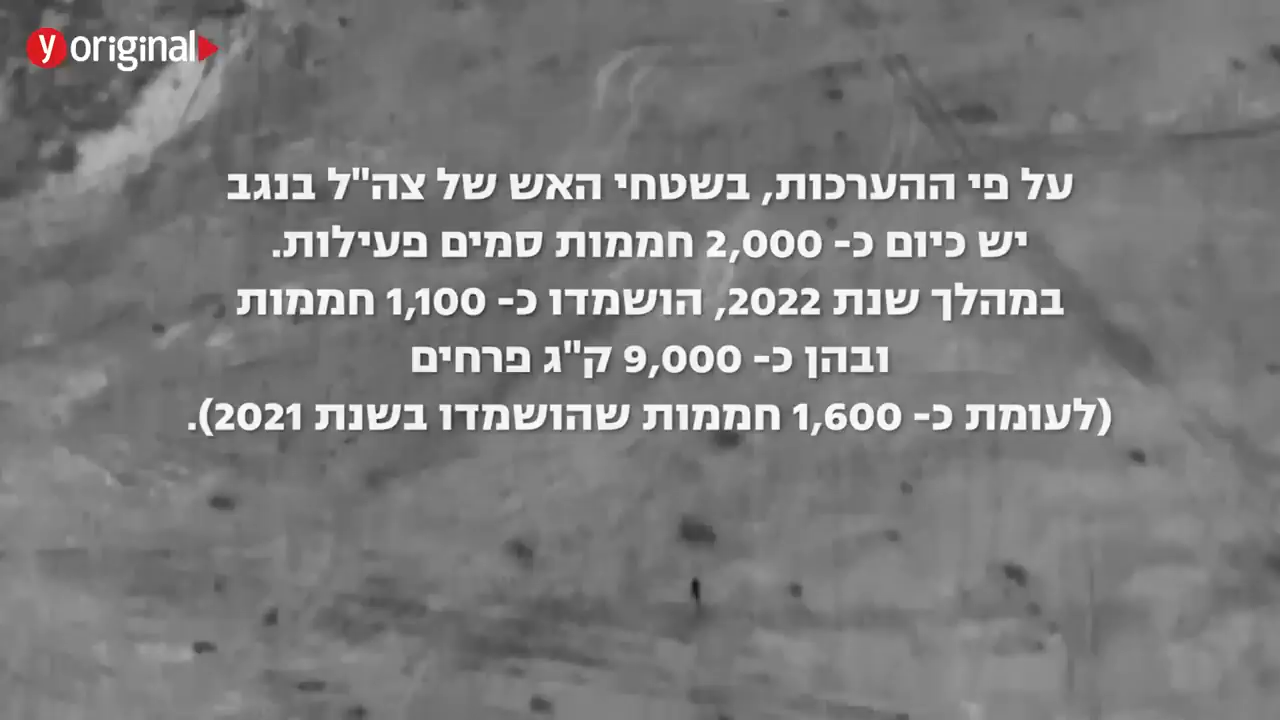 y original
על פי ההערכות, בשטחי האש של צה"ל בנגב
יש כיום כ- 2,000 חממות סמים פעילות.
במהלך שנת 2022, הושמדו כ- 1,100 חממות
ובהן כ- 9,000 ק"ג פרחים
(לעומת כ- 1,600 חממות שהושמדו בשנת 2021).